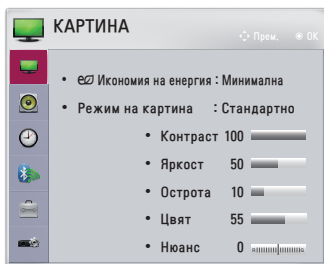 КАРТИНА
Прем. OK
• Икономия на енергия : Минимална
• Режим на картина : Стандартно
• Контраст 100
• Яркост 50
• Острота 10
• Цвят 55
• Нюанс 0